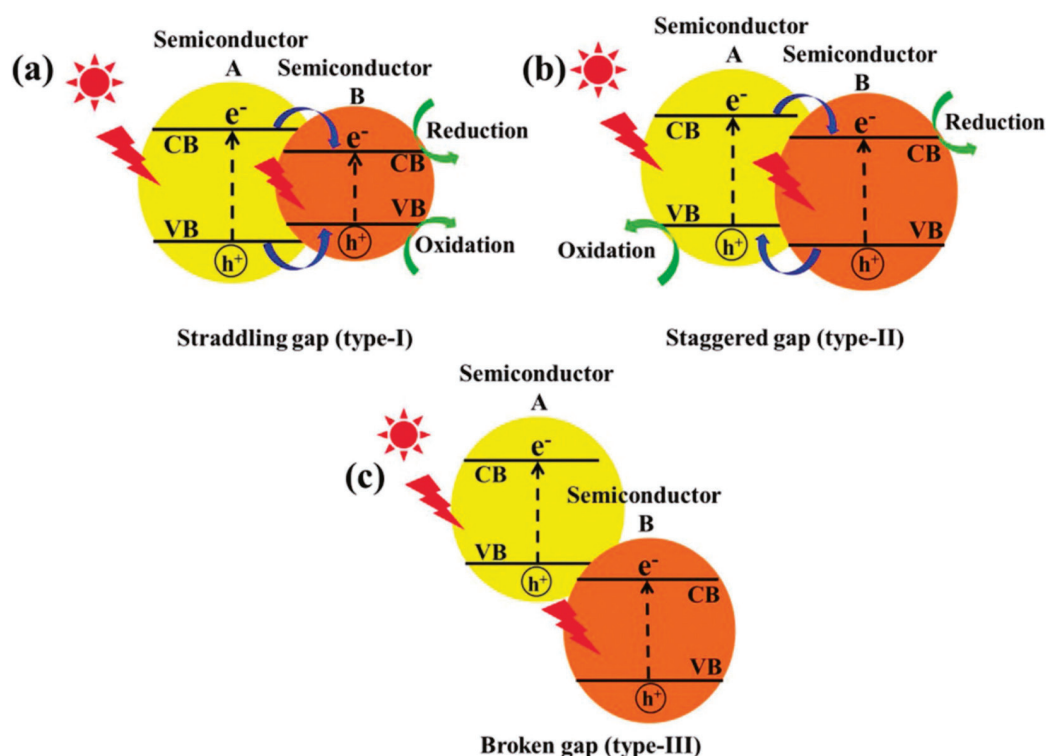 (a)
Semiconductor
A
Semiconductor
B
e-
CB
e-
CB
Reduction
VB
VB
h+
h+
Oxidation
Straddling gap (type-I)
(b)
Semiconductor
A
Semiconductor
B
e-
CB
e-
CB
Reduction
VB
VB
h+
h+
Oxidation
Staggered gap (type-II)
(c)
Semiconductor
A
e-
CB
Semiconductor
B
VB
h+
e-
CB
VB
h+
Broken gap (type-III)